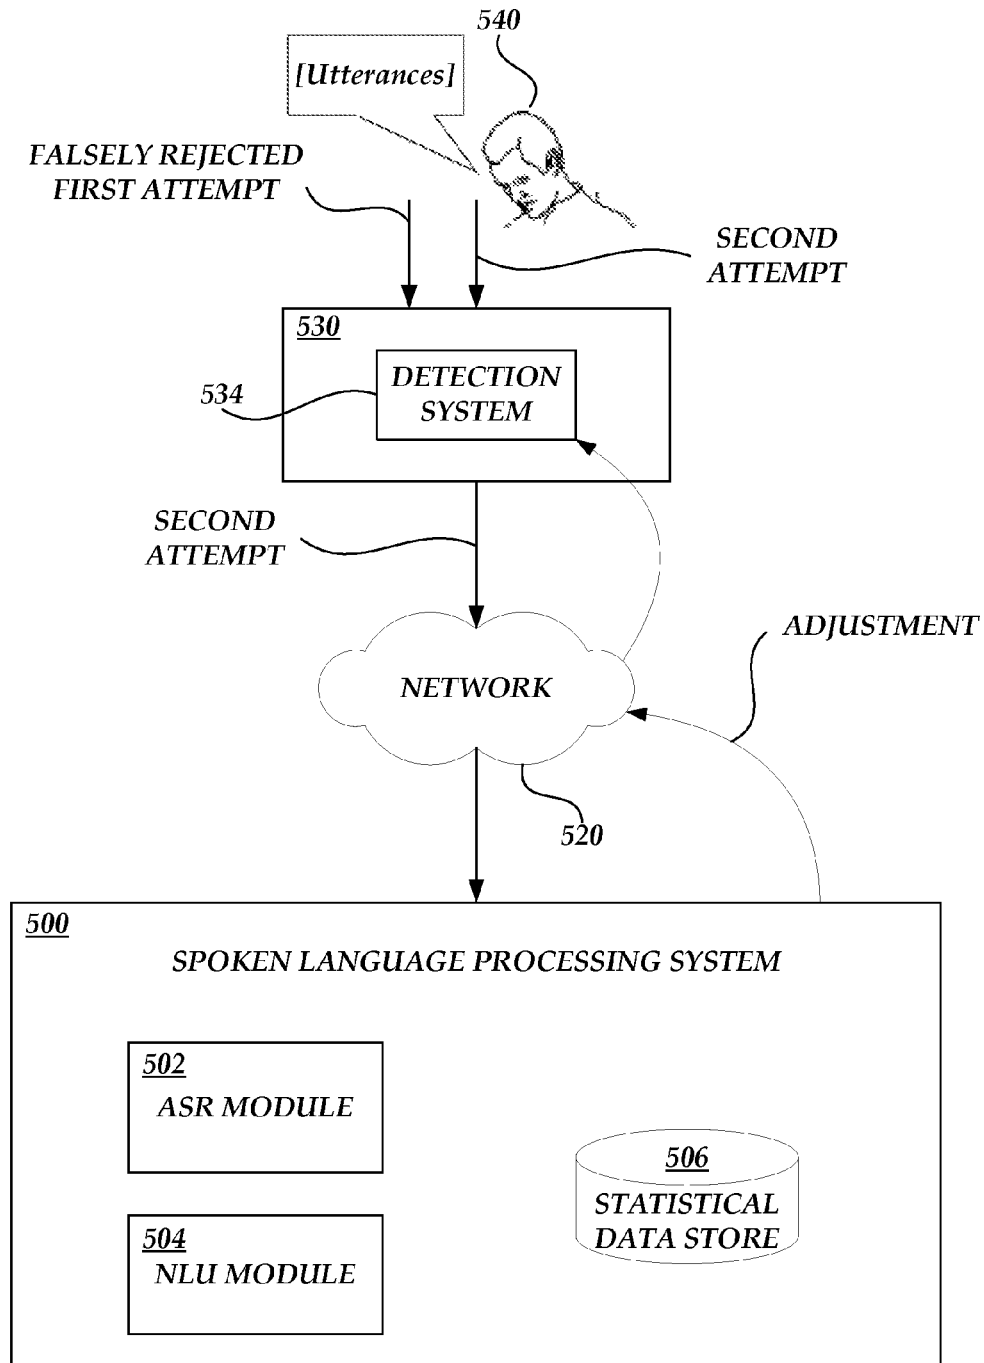 540
[Utterances]
FALSELY REJECTED
FIRST ATTEMPT
SECOND
ATTEMPT
530
DETECTION
SYSTEM
534
SECOND
ATTEMPT
ADJUSTMENT
NETWORK
520
500
SPOKEN LANGUAGE PROCESSING SYSTEM
502
ASR MODULE
506
STATISTICAL
DATA STORE
504
NLU MODULE